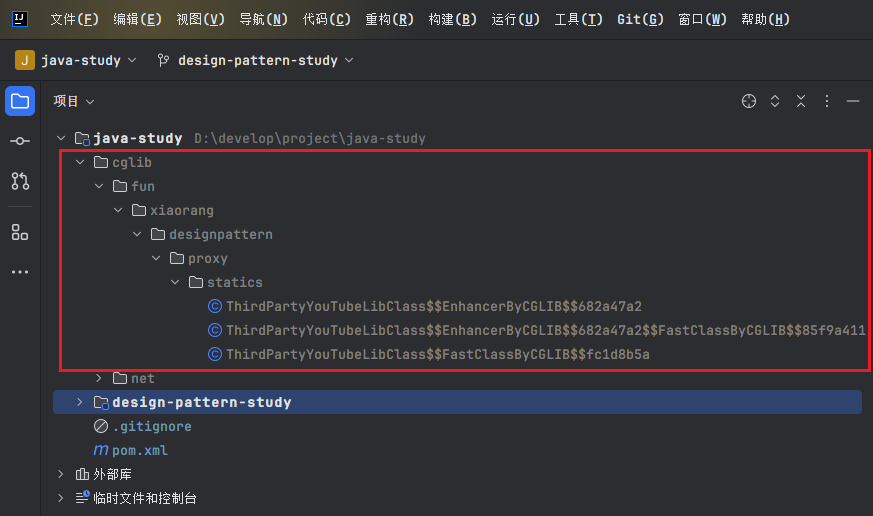 文件(F) 编辑(E) 视图(V) 导航(N) 代码(C) 重构(R) 构建(B) 运行(U) 工具(T) Git(G) 窗口(W) 帮助(H)
J java-study design-pattern-study
项目
java-study D:\develop\project\java-study
cglib
fun
xiaorang
designpattern
proxy
statics
ThirdPartyYouTubeLibClass$$EnhancerByCGLIB$$682a47a2
ThirdPartyYouTubeLibClass$$EnhancerByCGLIB$$682a47a2$$FastClassByCGLIB$$85f9a411
ThirdPartyYouTubeLibClass$$FastClassByCGLIB$$fc1d8b5a
net
design-pattern-study
.gitignore
m pom.xml
外部库
临时文件和控制台